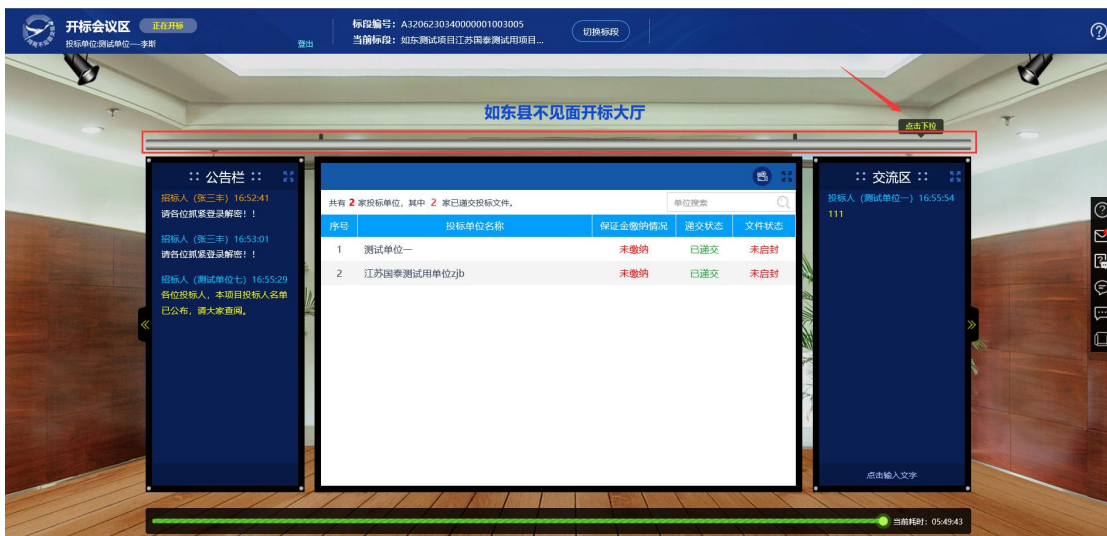 开标会议区 正在开标
投标单位:测试单位一-李斯 登出
标段编号：A3206230340000001003005
当前标段：如东测试项目江苏国泰测试用项目...
切换标段
如东县不见面开标大厅
点击下拉
:: 公告栏 ::
招标人（张三丰）16:52:41
请各位抓紧登录解密！！
招标人（张三丰）16:53:01
请各位抓紧登录解密！！
招标人（测试单位七）16:55:29
各位投标人，本项目投标人名单
已公布，请大家查阅。
共有 2 家投标单位，其中 2 家已递交投标文件。 单位搜索
序号 投标单位名称 保证金缴纳情况 递交状态 文件状态
1 测试单位一 未缴纳 已递交 未启封
2 江苏国泰测试用单位zjb 未缴纳 已递交 未启封
:: 交流区 ::
投标人（测试单位一）16:55:54
111
点击输入文字
当前耗时：05:49:43